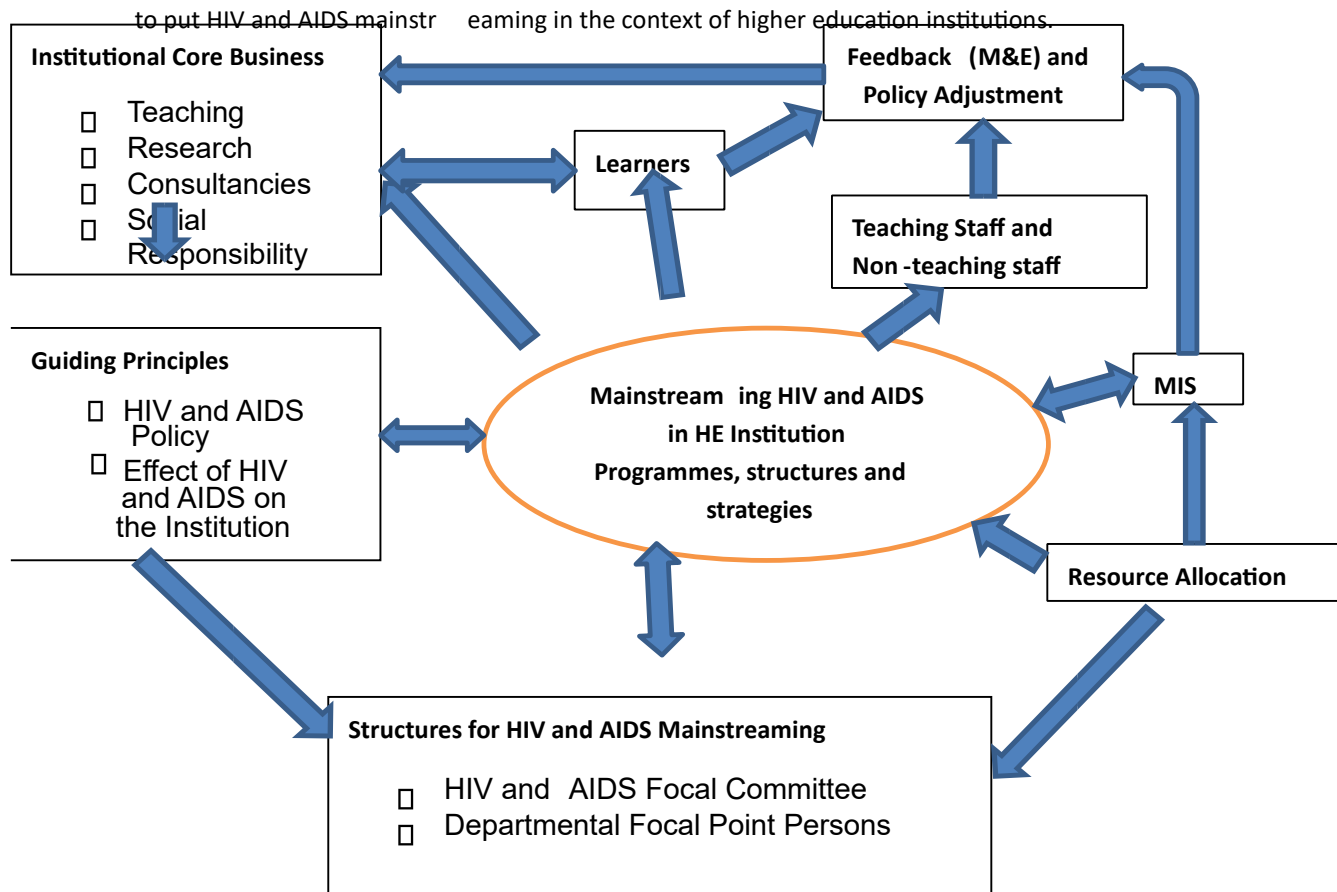 to put HIV and AIDS mainstr eaming in the context of higher education institutions.
Institutional Core Business
Teaching
Research
Consultancies
Social
Responsibility
Feedback (M&E) and
Policy Adjustment
Learners
Teaching Staff and
Non -teaching staff
Guiding Principles
HIV and AIDS
Policy
Effect of HIV
and AIDS on
the Institution
Mainstream ing HIV and AIDS
in HE Institution
Programmes, structures and
strategies
MIS
Resource Allocation
Structures for HIV and AIDS Mainstreaming
HIV and AIDS Focal Committee
Departmental Focal Point Persons